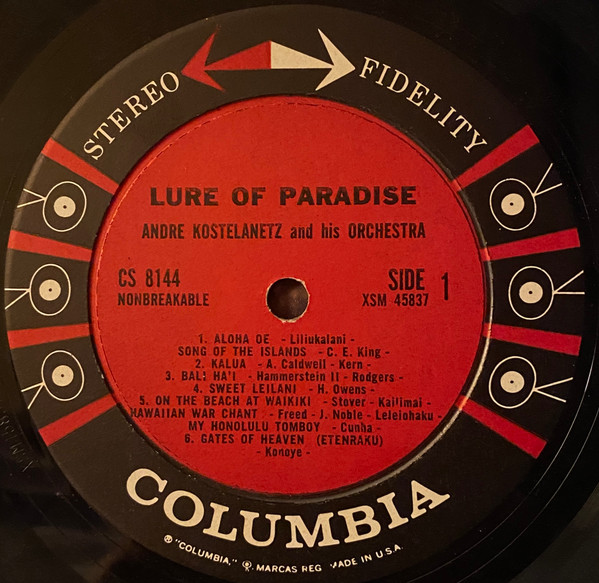 STEREO FIDELITY
LURE OF PARADISE
ANDRE KOSTELANETZ and his ORCHESTRA
CS 8144
NONBREAKABLE
SIDE 1
XSM 45837
1. ALOHA OE - Liliukalani -
SONG OF THE ISLANDS - C. E. King -
2. KALUA - A. Caldwell - Kern -
3. BALI HA'I - Hammerstein II - Rodgers -
4. SWEET LEILANI - H. Owens -
5. ON THE BEACH AT WAIKIKI - Stover - Kailimai -
HAWAIIAN WAR CHANT - Freed - J. Noble - Leleiohaku -
MY HONOLULU TOMBOY - Cunha -
6. GATES OF HEAVEN (ETENRAKU)
- Konoye -
COLUMBIA
® "COLUMBIA," MARCAS REG MADE IN U.S.A.